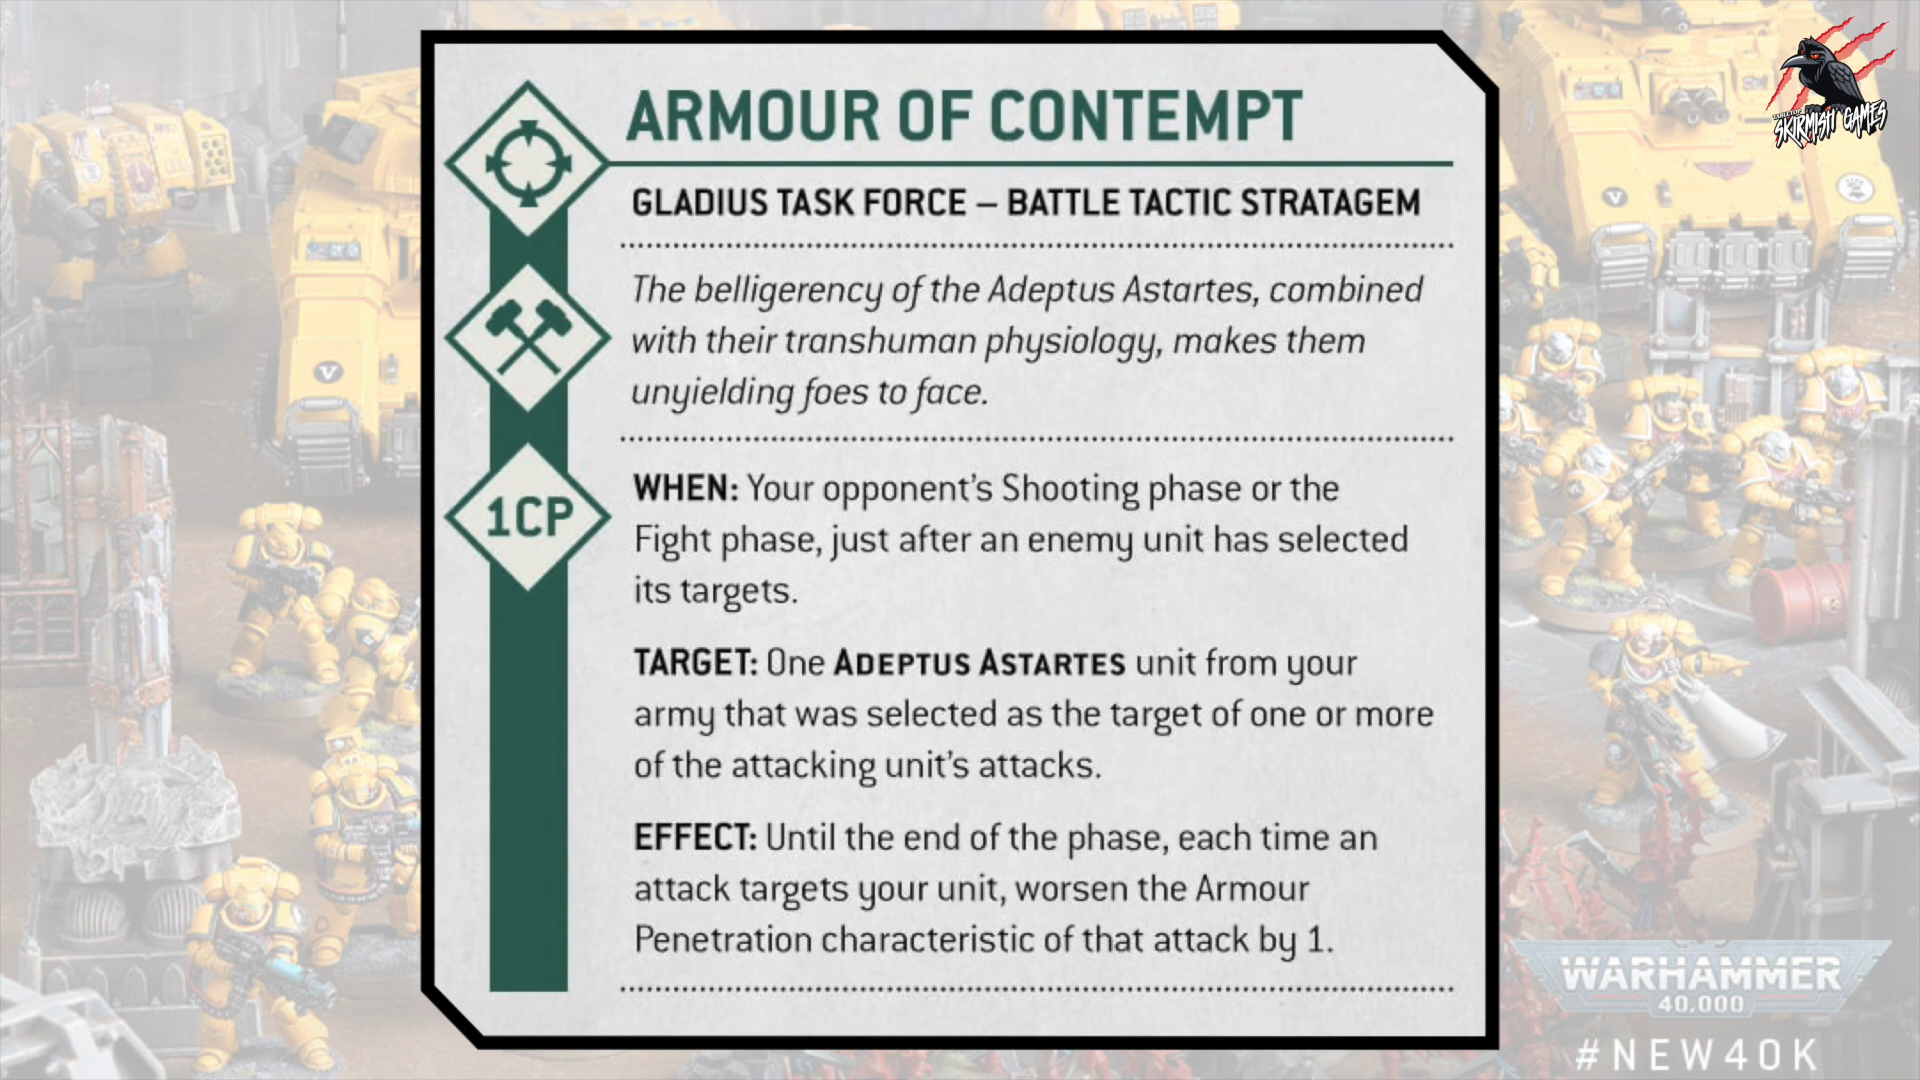 ARMOUR OF CONTEMPT
GLADIUS TASK FORCE – BATTLE TACTIC STRATAGEM
The belligerency of the Adeptus Astartes, combined
with their transhuman physiology, makes them
unyielding foes to face.
1CP
WHEN: Your opponent's Shooting phase or the
Fight phase, just after an enemy unit has selected
its targets.
TARGET: One ADEPTUS ASTARTES unit from your
army that was selected as the target of one or more
of the attacking unit's attacks.
EFFECT: Until the end of the phase, each time an
attack targets your unit, worsen the Armour
Penetration characteristic of that attack by 1.
SKIRMISH GAMES
V
V
WARHAMMER
40,000
#NEW40K